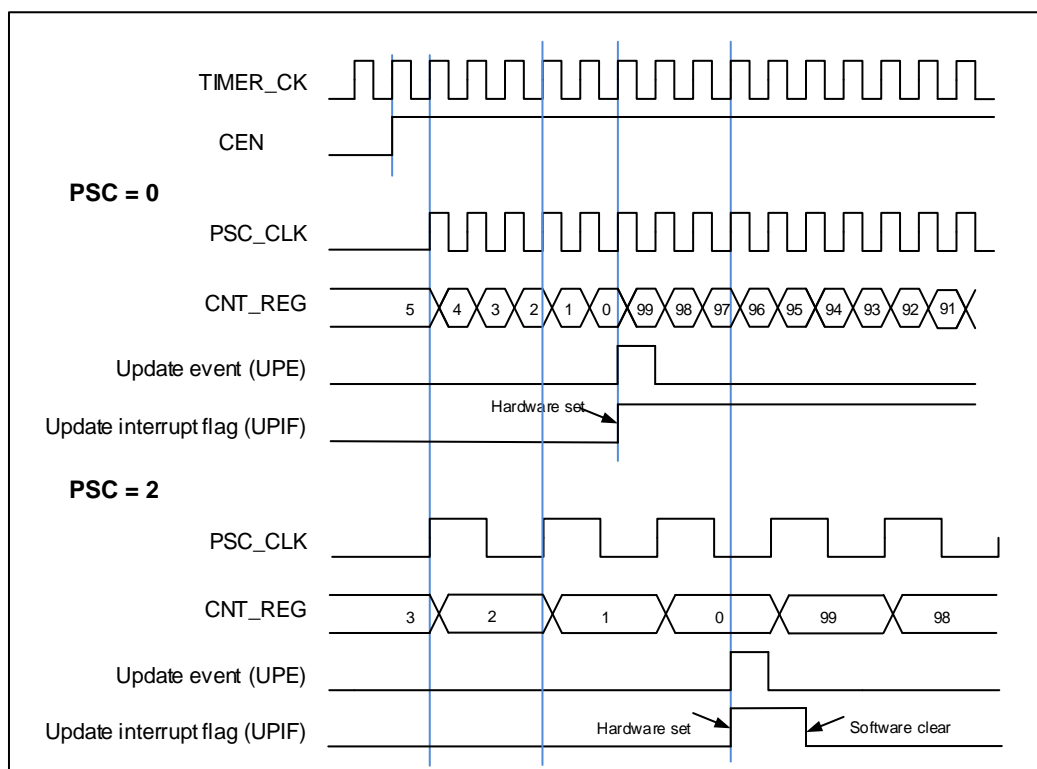 TIMER_CK
CEN
PSC = 0
PSC_CLK
CNT_REG 5 4 3 2 1 0 99 98 97 96 95 94 93 92 91
Update event (UPE)
Hardware set
Update interrupt flag (UPIF)
PSC = 2
PSC_CLK
CNT_REG 3 2 1 0 99 98
Update event (UPE)
Update interrupt flag (UPIF) Hardware set Software clear